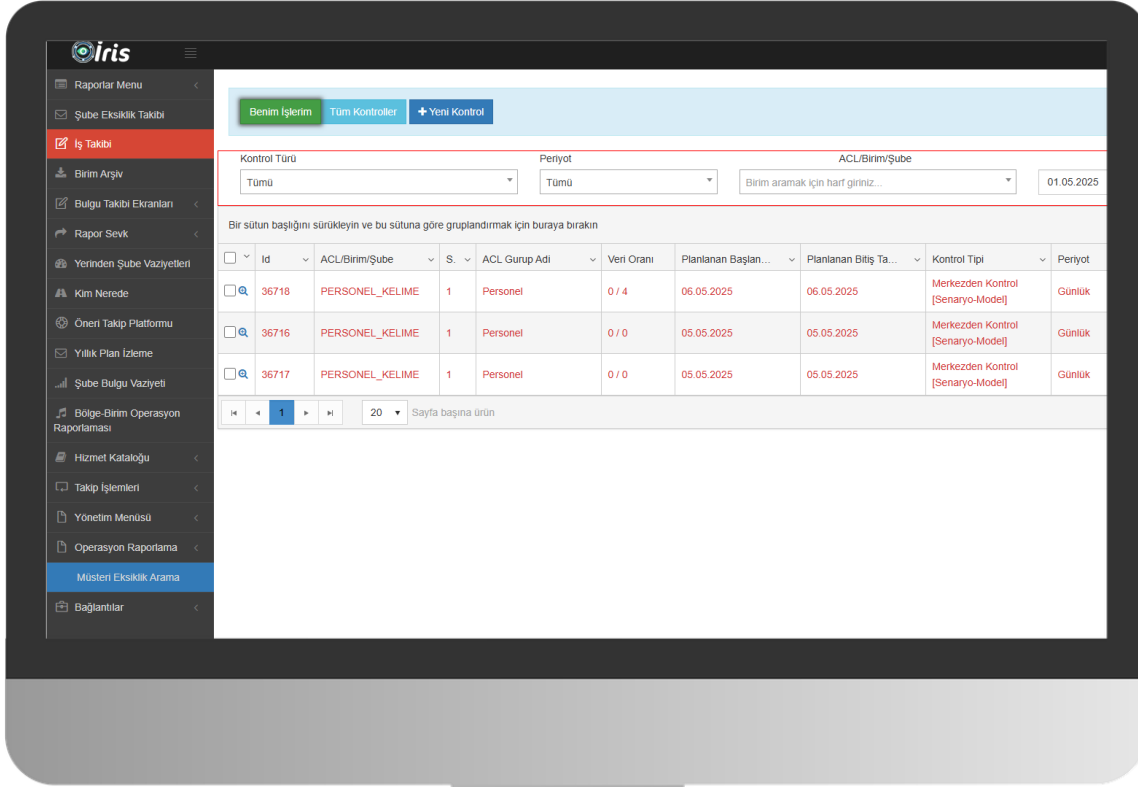 İris
Raporlar Menu
Şube Eksiklik Takibi
İş Takibi
Birim Arşiv
Bulgu Takibi Ekranları
Rapor Sevk
Yerinden Şube Vaziyetleri
Kim Nerede
Öneri Takip Platformu
Yıllık Plan İzleme
Şube Bulgu Vaziyeti
Bölge-Birim Operasyon
Raporlaması
Hizmet Kataloğu
Takip İşlemleri
Yönetim Menüsü
Operasyon Raporlama
Müsteri Eksiklik Arama
Bağlantılar
Benim İşlerim Tüm Kontroller + Yeni Kontrol
Kontrol Türü Periyot ACL/Birim/Şube
Tümü Tümü Birim aramak için harf giriniz... 01.05.2025
Bir sütun başlığını sürükleyin ve bu sütuna göre gruplandırmak için buraya bırakın
Id ACL/Birim/Şube S. ACL Gurup Adi Veri Oranı Planlanan Başlan... Planlanan Bitiş Ta... Kontrol Tipi Periyot
36718 PERSONEL_KELIME 1 Personel 0 / 4 06.05.2025 06.05.2025 Merkezden Kontrol Günlük
[Senaryo-Model]
36716 PERSONEL_KELIME 1 Personel 0 / 0 05.05.2025 05.05.2025 Merkezden Kontrol Günlük
[Senaryo-Model]
36717 PERSONEL_KELIME 1 Personel 0 / 0 05.05.2025 05.05.2025 Merkezden Kontrol Günlük
[Senaryo-Model]
1 20 Sayfa başına ürün